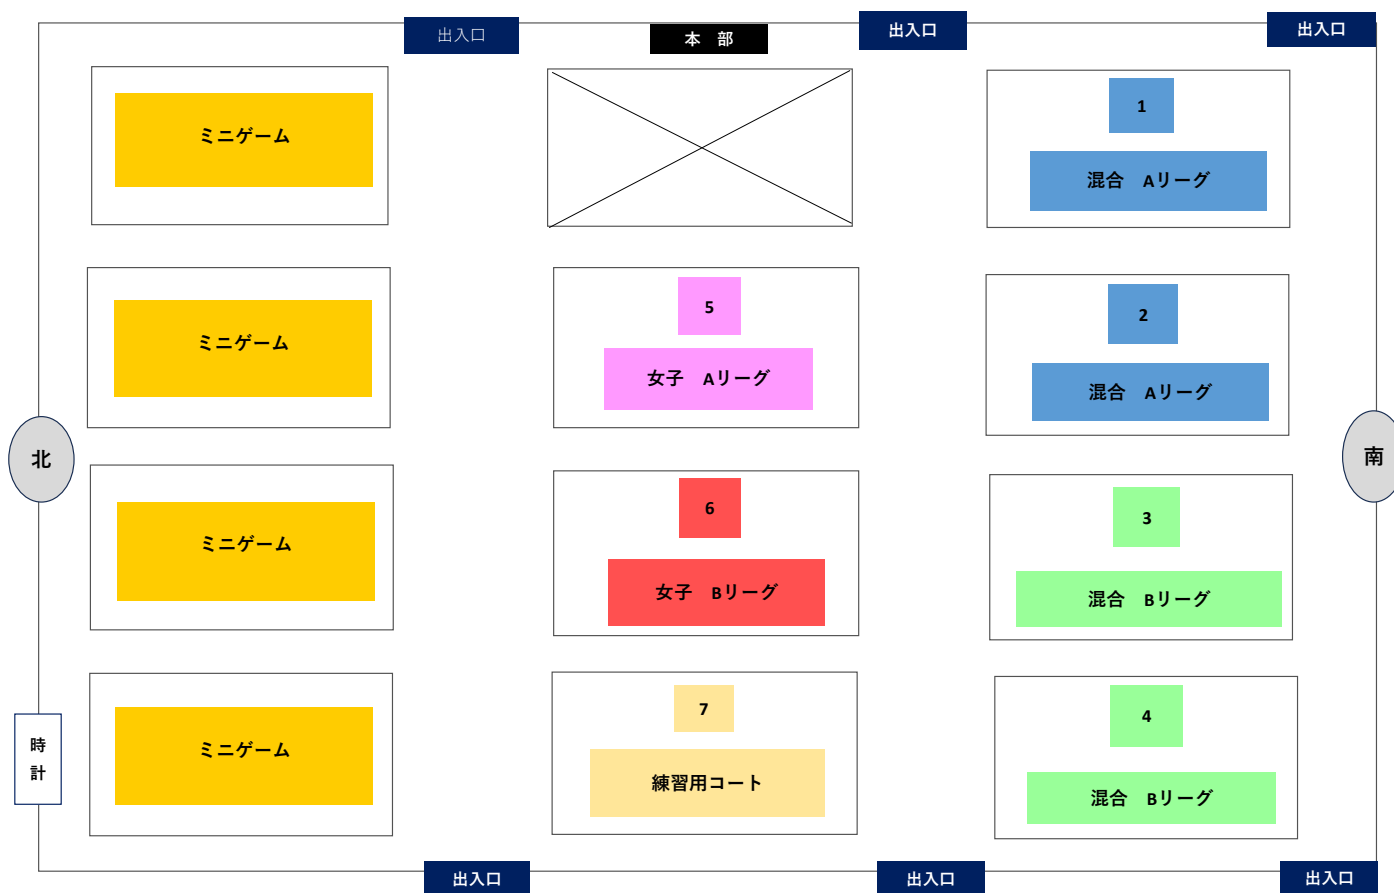 出入口
本　部
出入口
出入口
ミニゲーム
1
混合　Aリーグ
ミニゲーム
5
女子　Aリーグ
2
混合　Aリーグ
北
南
ミニゲーム
6
女子　Bリーグ
3
混合　Bリーグ
時
計
ミニゲーム
7
練習用コート
4
混合　Bリーグ
出入口
出入口
出入口